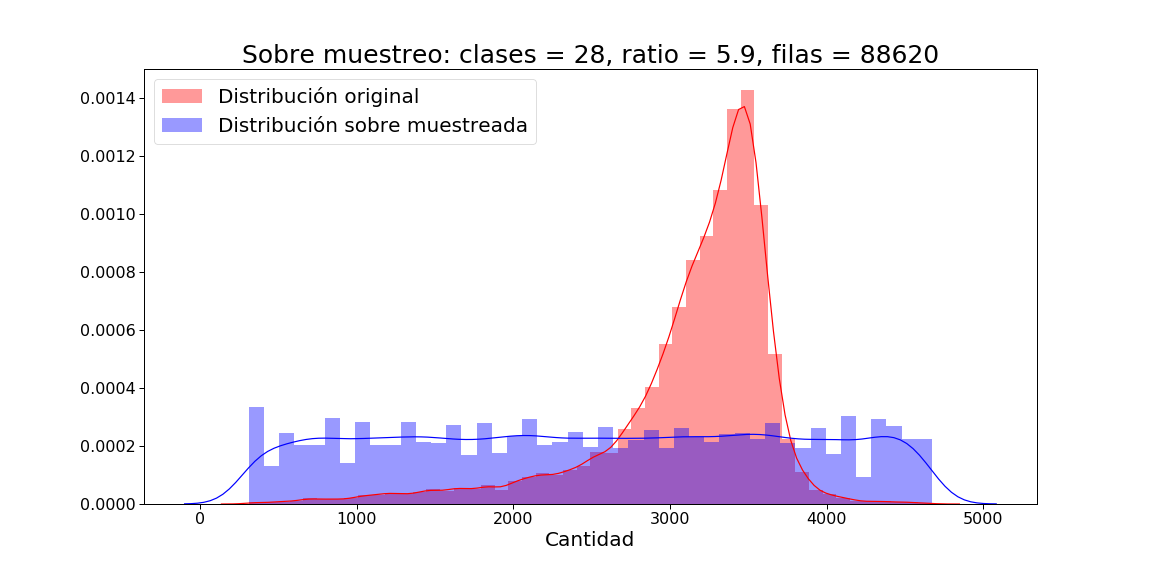 Sobre muestreo: clases = 28, ratio = 5.9, filas = 88620
Distribución original
Distribución sobre muestreada
0.0014
0.0012
0.0010
0.0008
0.0006
0.0004
0.0002
0.0000
0 1000 2000 3000 4000 5000
Cantidad